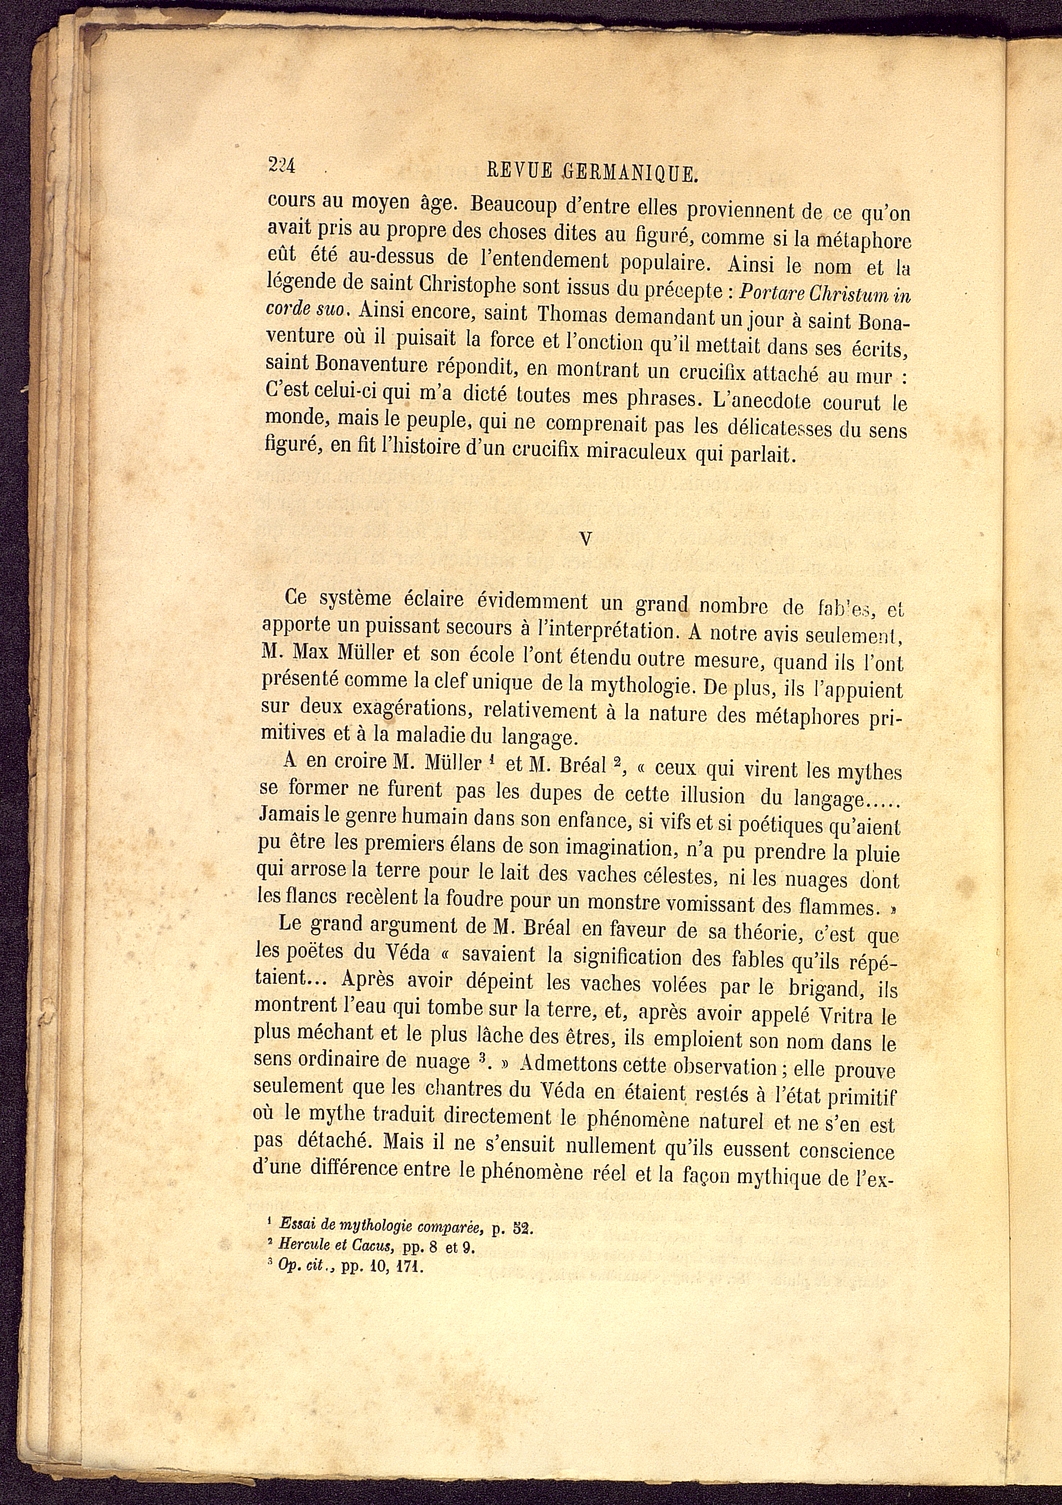 224 REVUE GERMANIQUE.
cours au moyen âge. Beaucoup d'entre elles proviennent de ce qu'on
avait pris au propre des choses dites au figuré, comme si la métaphore
eût été au-dessus de l'entendement populaire. Ainsi le nom et la
légende de saint Christophe sont issus du précepte : Portare Christum in
corde suo. Ainsi encore, saint Thomas demandant un jour à saint Bona-
venture où il puisait la force et l'onction qu'il mettait dans ses écrits,
saint Bonaventure répondit, en montrant un crucifix attaché au mur :
C'est celui-ci qui m'a dicté toutes mes phrases. L'anecdote courut le
monde, mais le peuple, qui ne comprenait pas les délicatesses du sens
figuré, en fit l'histoire d'un crucifix miraculeux qui parlait.
V
Ce système éclaire évidemment un grand nombre de fables, et
apporte un puissant secours à l'interprétation. A notre avis seulement,
M. Max Müller et son école l'ont étendu outre mesure, quand ils l'ont
présenté comme la clef unique de la mythologie. De plus, ils l'appuient
sur deux exagérations, relativement à la nature des métaphores pri-
mitives et à la maladie du langage.
A en croire M. Müller ¹ et M. Bréal ², « ceux qui virent les mythes
se former ne furent pas les dupes de cette illusion du langage.....
Jamais le genre humain dans son enfance, si vifs et si poétiques qu'aient
pu être les premiers élans de son imagination, n'a pu prendre la pluie
qui arrose la terre pour le lait des vaches célestes, ni les nuages dont
les flancs recèlent la foudre pour un monstre vomissant des flammes. »
Le grand argument de M. Bréal en faveur de sa théorie, c'est que
les poëtes du Véda « savaient la signification des fables qu'ils répé-
taient... Après avoir dépeint les vaches volées par le brigand, ils
montrent l'eau qui tombe sur la terre, et, après avoir appelé Vritra le
plus méchant et le plus lâche des êtres, ils emploient son nom dans le
sens ordinaire de nuage ³. » Admettons cette observation ; elle prouve
seulement que les chantres du Véda en étaient restés à l'état primitif
où le mythe traduit directement le phénomène naturel et ne s'en est
pas détaché. Mais il ne s'ensuit nullement qu'ils eussent conscience
d'une différence entre le phénomène réel et la façon mythique de l'ex-
¹ Essai de mythologie comparée, p. 52.
² Hercule et Cacus, pp. 8 et 9.
³ Op. cit., pp. 10, 171.